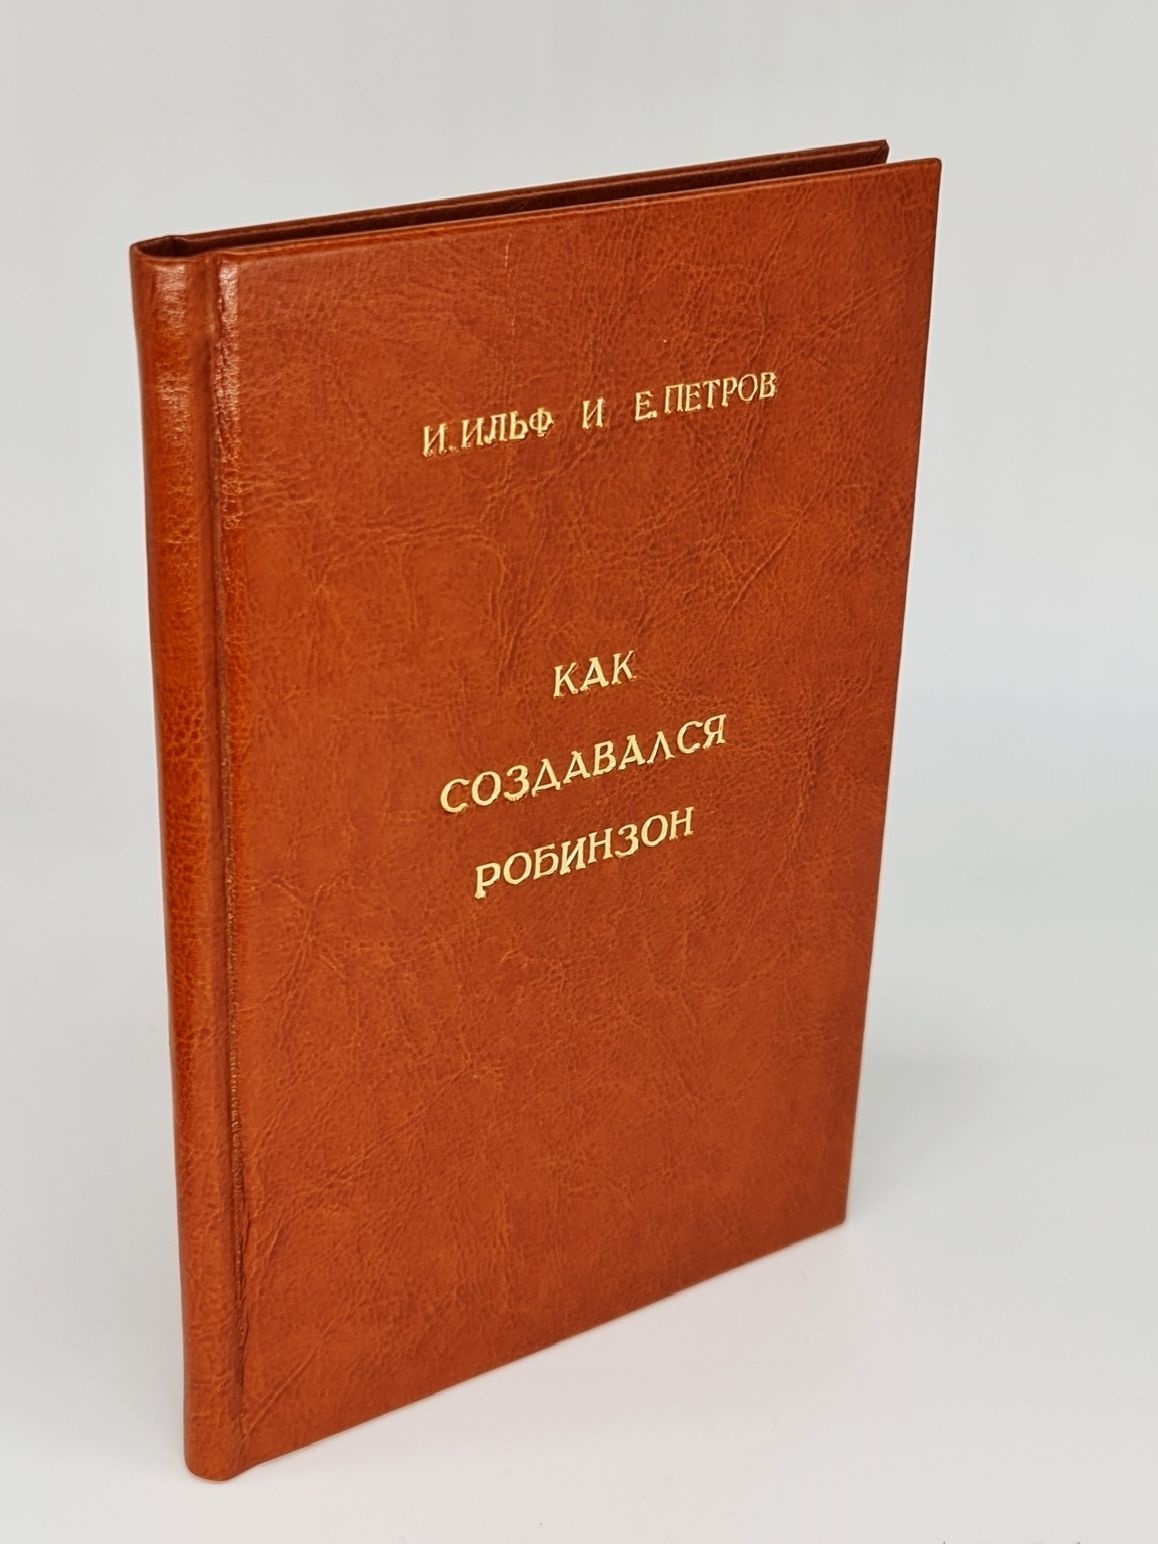 И. ИЛЬФ И Е. ПЕТРОВ
КАК
СОЗДАВАЛСЯ
РОБИНЗОН